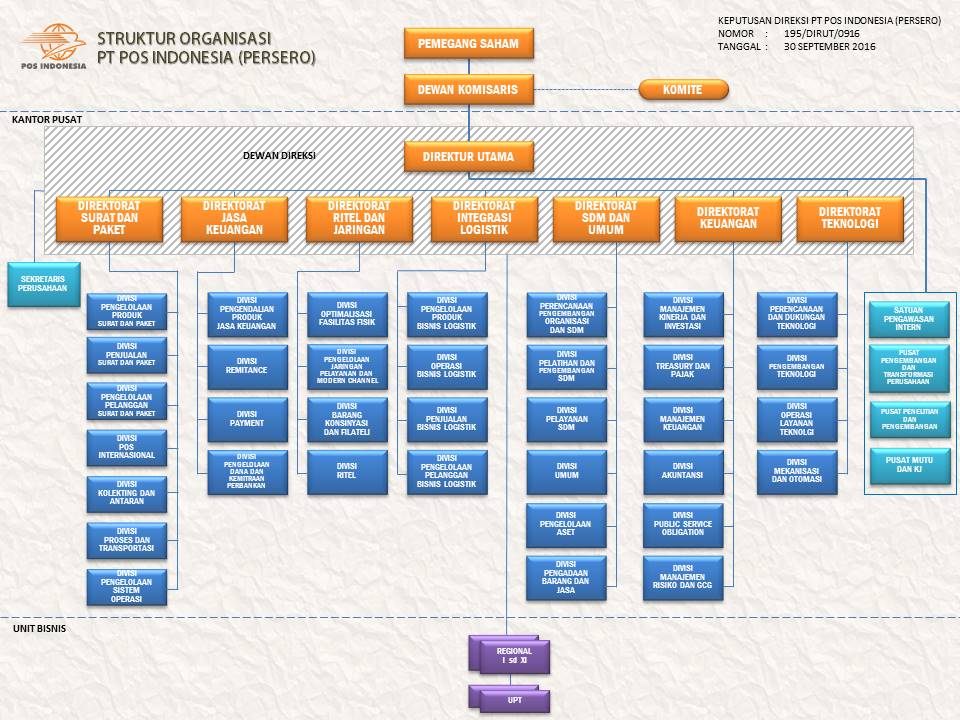 POS INDONESIA
STRUKTUR ORGANISASI
PT POS INDONESIA (PERSERO)
KEPUTUSAN DIREKSI PT POS INDONESIA (PERSERO)
NOMOR : 195/DIRUT/0916
TANGGAL : 30 SEPTEMBER 2016
PEMEGANG SAHAM
DEWAN KOMISARIS
KOMITE
KANTOR PUSAT
DEWAN DIREKSI
DIREKTUR UTAMA
DIREKTORAT
SURAT DAN
PAKET
DIREKTORAT
JASA
KEUANGAN
DIREKTORAT
RITEL DAN
JARINGAN
DIREKTORAT
INTEGRASI
LOGISTIK
DIREKTORAT
SDM DAN
UMUM
DIREKTORAT
KEUANGAN
DIREKTORAT
TEKNOLOGI
SEKRETARIS
PERUSAHAAN
DIVISI
PENGELOLAAN
PRODUK
SURAT DAN PAKET
DIVISI
PENJUALAN
SURAT DAN PAKET
DIVISI
PENGELOLAAN
PELANGGAN
SURAT DAN PAKET
DIVISI
POS
INTERNASIONAL
DIVISI
KOLEKTING DAN
ANTARAN
DIVISI
PROSES DAN
TRANSPORTASI
DIVISI
PENGELOLAAN
SISTEM
OPERASI
DIVISI
PENGENDALIAN
PRODUK
JASA KEUANGAN
DIVISI
REMITANCE
DIVISI
PAYMENT
DIVISI
PENGELOLAAN
DANA DAN
KEMITRAAN
PERBANKAN
DIVISI
OPTIMALISASI
FASILITAS FISIK
DIVISI
PENGELOLAAN
JARINGAN
PELAYANAN DAN
MODERN CHANNEL
DIVISI
BARANG
KONSINYASI
DAN FILATELI
DIVISI
RITEL
DIVISI
PENGELOLAAN
PRODUK
BISNIS LOGISTIK
DIVISI
OPERASI
BISNIS LOGISTIK
DIVISI
PENJUALAN
BISNIS LOGISTIK
DIVISI
PENGELOLAAN
PELANGGAN
BISNIS LOGISTIK
DIVISI
PERENCANAAN
PENGEMBANGAN
ORGANISASI
DAN SDM
DIVISI
PELATIHAN DAN
PENGEMBANGAN
SDM
DIVISI
PELAYANAN
SDM
DIVISI
UMUM
DIVISI
PENGELOLAAN
ASET
DIVISI
PENGADAAN
BARANG DAN
JASA
DIVISI
MANAJEMEN
KINERJA DAN
INVESTASI
DIVISI
TREASURY DAN
PAJAK
DIVISI
MANAJEMEN
KEUANGAN
DIVISI
AKUNTANSI
DIVISI
PUBLIC SERVICE
OBLIGATION
DIVISI
MANAJEMEN
RISIKO DAN GCG
DIVISI
PERENCANAAN
DAN DUKUNGAN
TEKNOLOGI
DIVISI
PENGEMBANGAN
TEKNOLOGI
DIVISI
OPERASI
LAYANAN
TEKNOLGI
DIVISI
MEKANISASI
DAN OTOMASI
SATUAN
PENGAWASAN
INTERN
PUSAT
PENGEMBANGAN
DAN
TRANSFORMASI
PERUSAHAAN
PUSAT PENELITIAN
DAN
PENGEMBANGAN
PUSAT MUTU
DAN KJ
UNIT BISNIS
REGIONAL
I sd XI
UPT